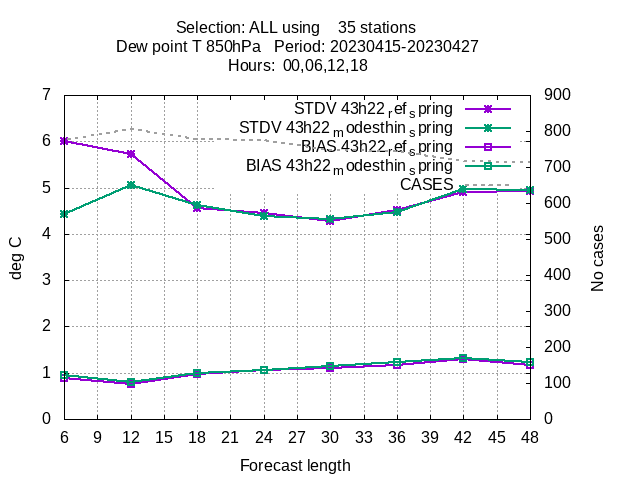 Selection: ALL using    35 stations
Dew point T 850hPa   Period: 20230415-20230427
Hours:  00,06,12,18
7 900
STDV 43h22_ref_spring
800
STDV 43h22_modesthin_spring
6
BIAS 43h22_ref_spring
700
BIAS 43h22_modesthin_spring
5 CASES
600
4
500
deg C
No cases
3 400
300
2
200
1
100
0 0
6 9 12 15 18 21 24 27 30 33 36 39 42 45 48
Forecast length